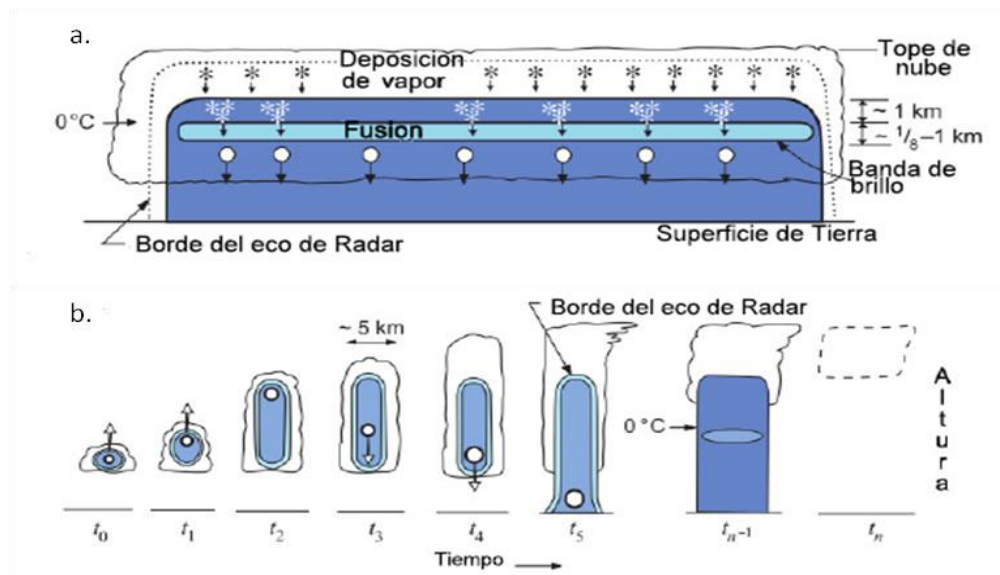 a.
Deposicion
de vapor
Tope de
nube
0°C
~ 1 km
Fusion
~ 1/8–1 km
Banda de
brillo
Borde del eco de Radar
Superficie de Tierra
b.
Borde del eco de Radar
~ 5 km
0°C
Altura
t0 t1 t2 t3 t4 t5 tn−1 tn
Tiempo